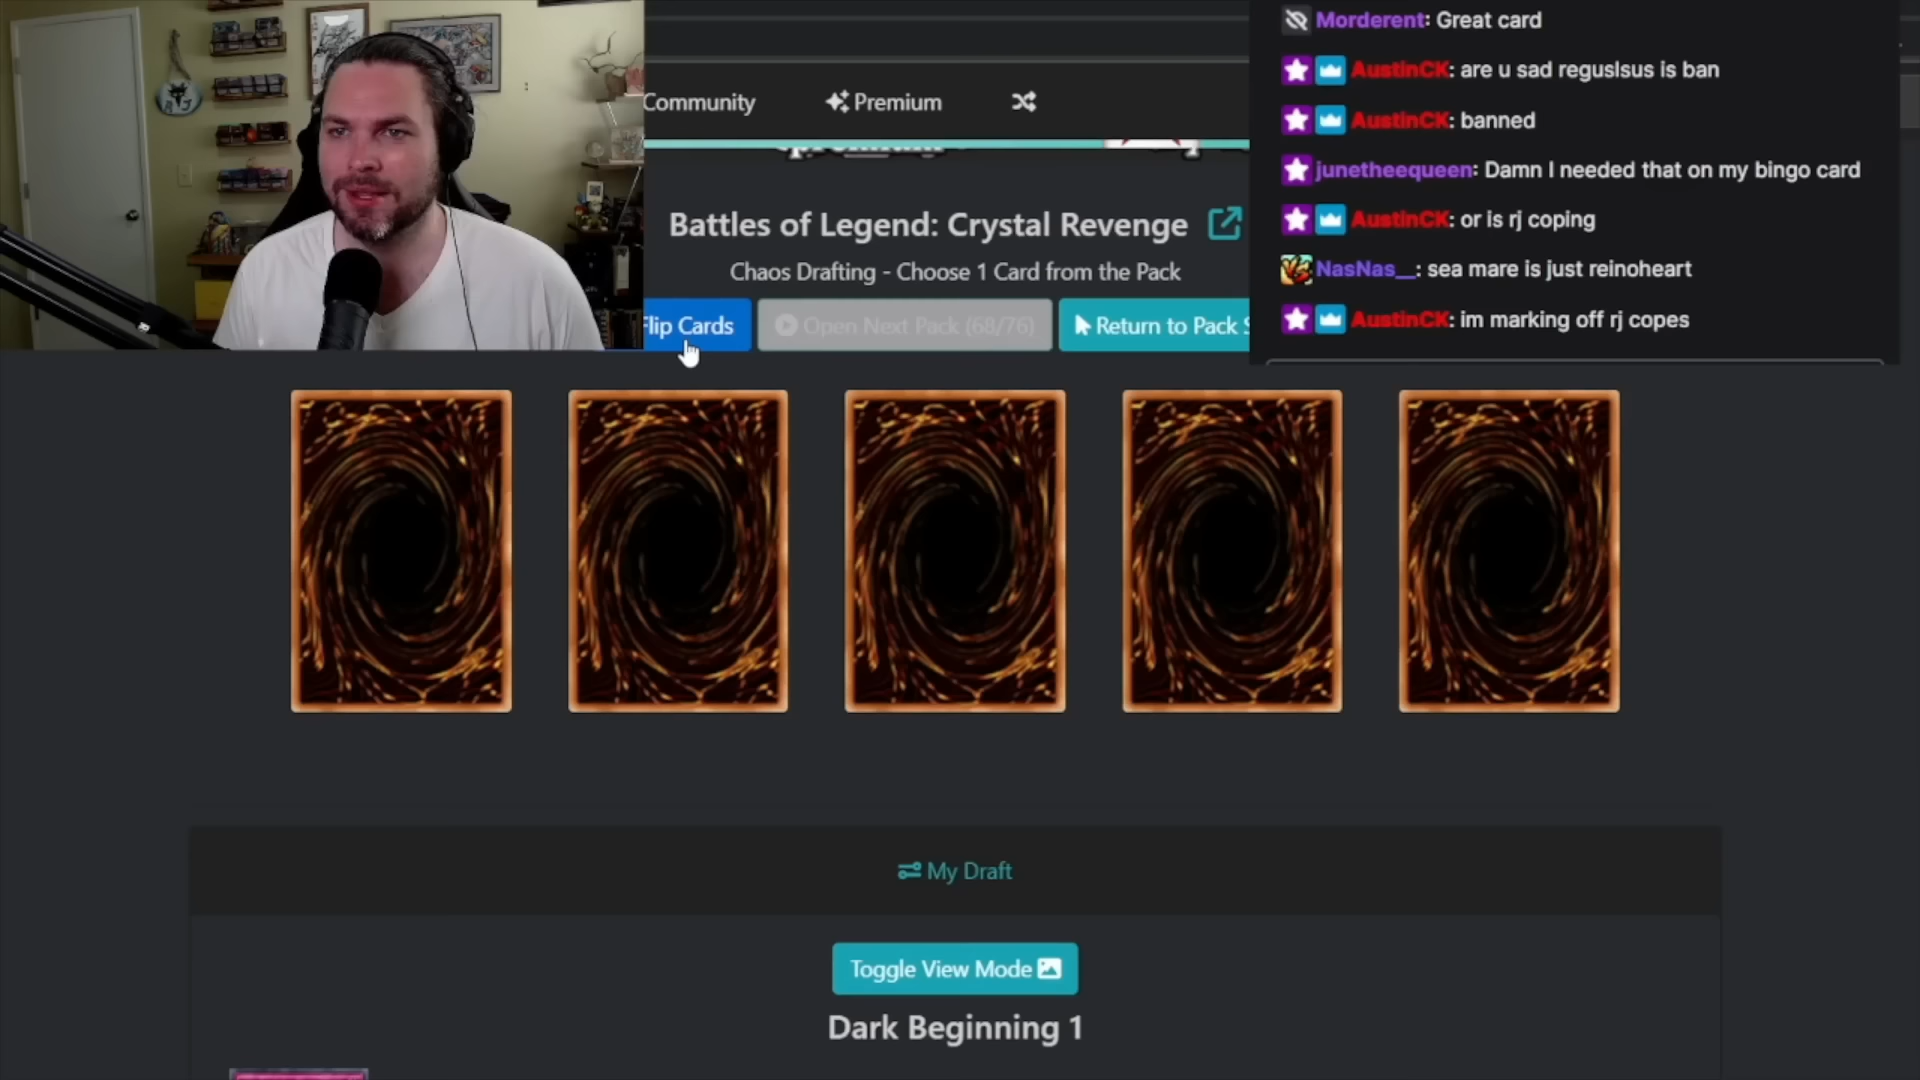 Morderent: Great card
AustinCK: are u sad reguslsus is ban
AustinCK: banned
junetheequeen: Damn I needed that on my bingo card
AustinCK: or is rj coping
NasNas__: sea mare is just reinoheart
AustinCK: im marking off rj copes
Community
Premium
Battles of Legend: Crystal Revenge
Chaos Drafting - Choose 1 Card from the Pack
Flip Cards
Open Next Pack (68/76)
Return to Pack S
My Draft
Toggle View Mode
Dark Beginning 1